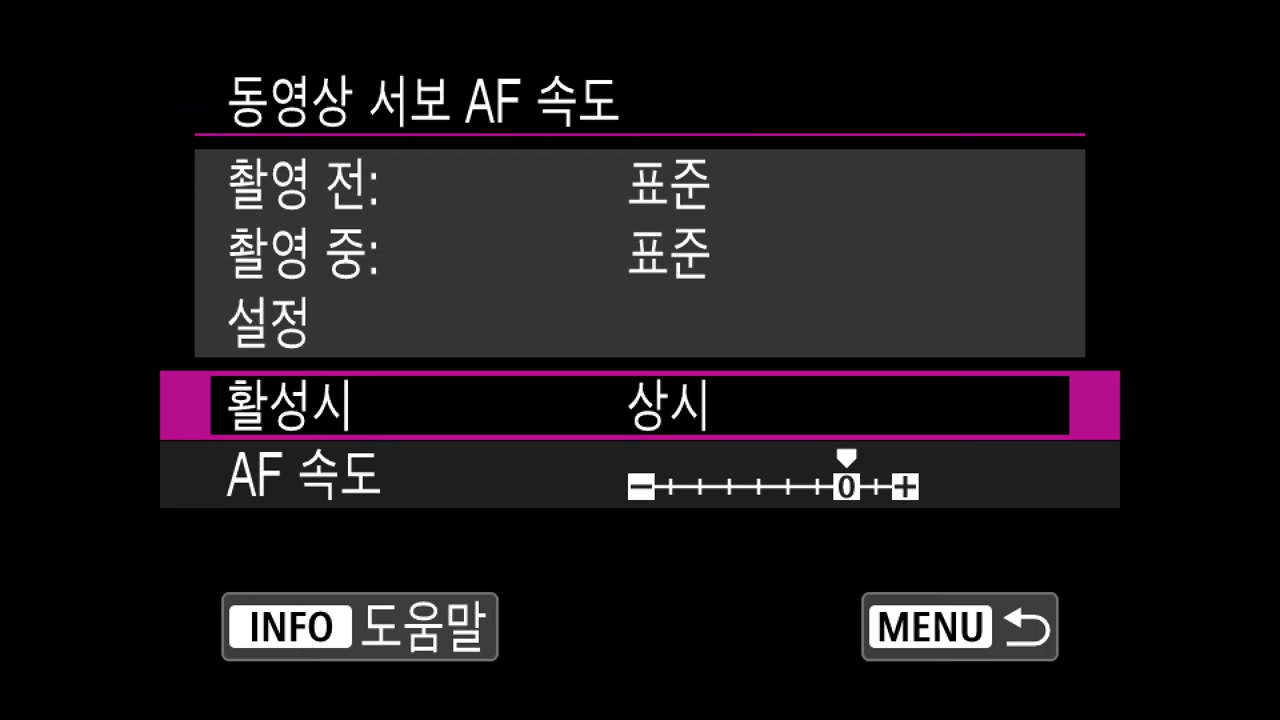 동영상 서보 AF 속도
촬영 전: 표준
촬영 중: 표준
설정
활성시 상시
AF 속도 − 0 +
INFO 도움말 MENU